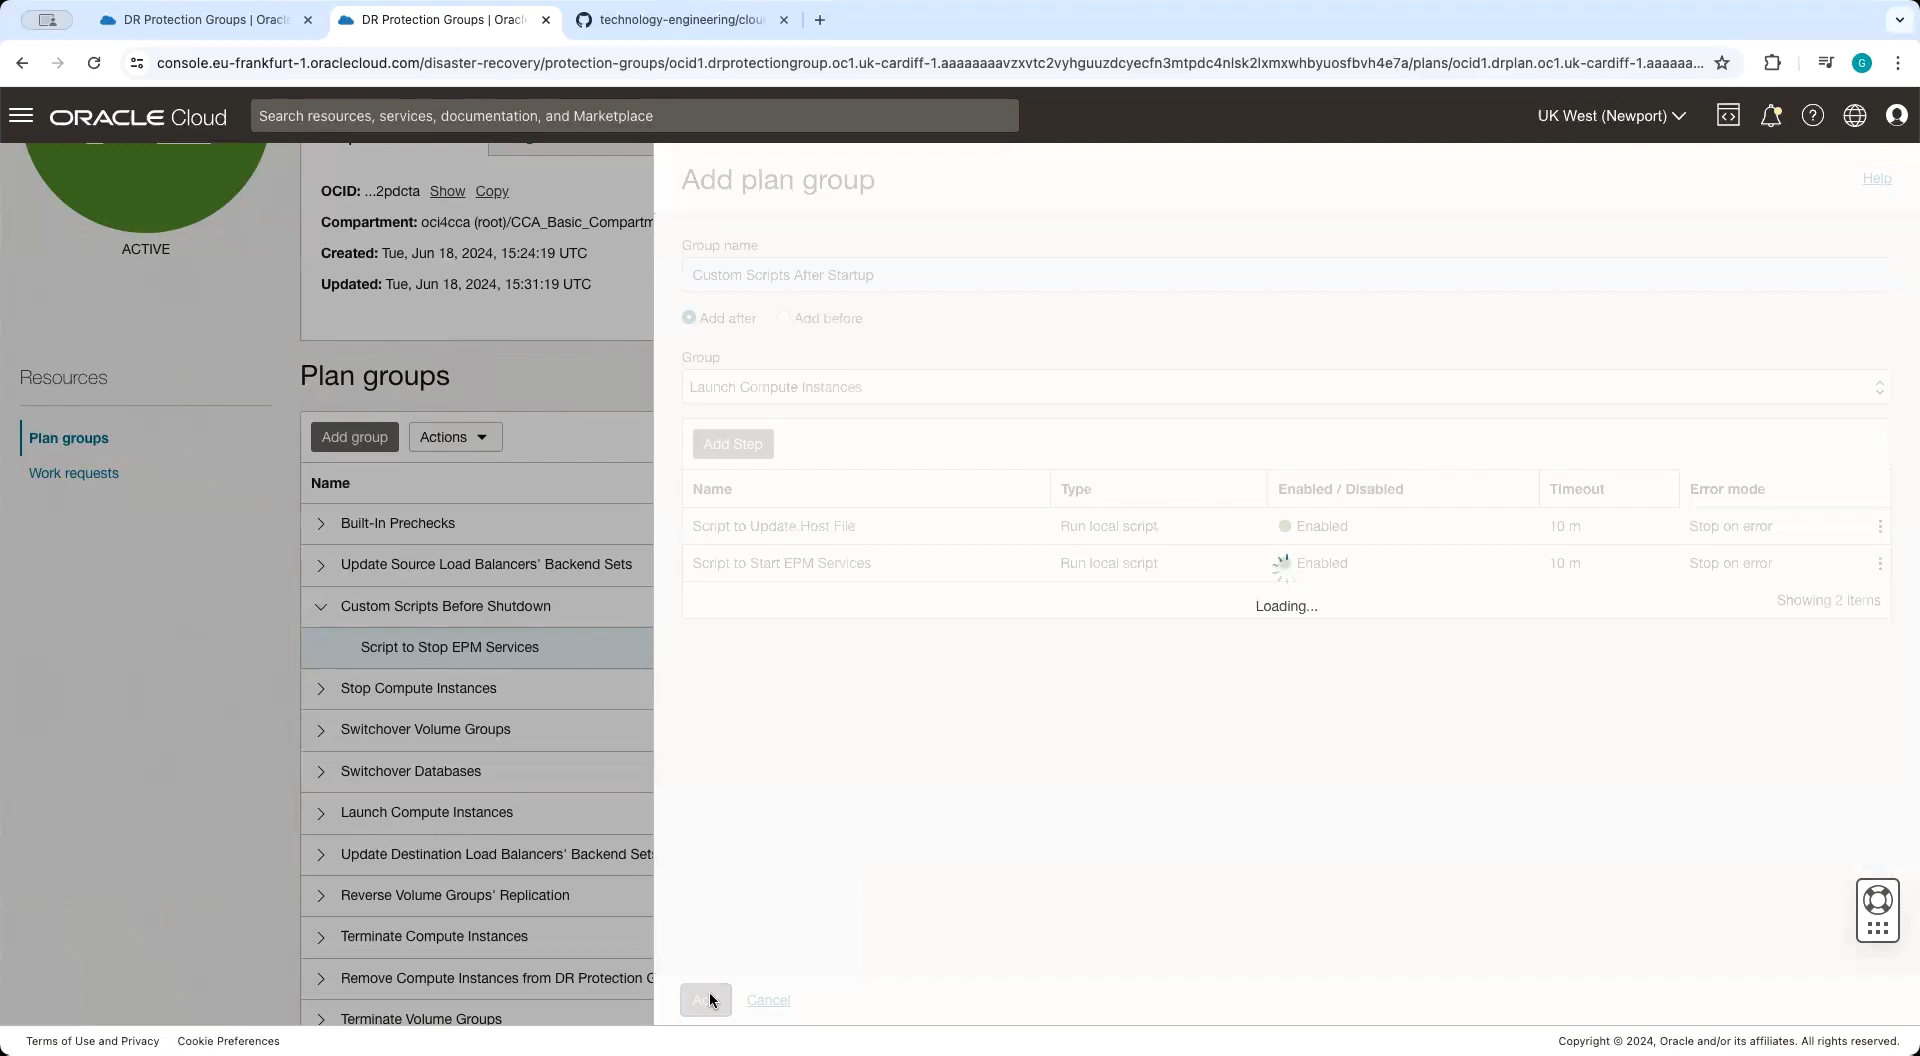 DR Protection Groups | Oracle
DR Protection Groups | Oracle
technology-engineering/clou
console.eu-frankfurt-1.oraclecloud.com/disaster-recovery/protection-groups/ocid1.drprotectiongroup.oc1.uk-cardiff-1.aaaaaaaavzxvtc2vyhguuzdcyecfn3mtpdc4nlsk2lxmxwhbyuosfbvh4e7a/plans/ocid1.drplan.oc1.uk-cardiff-1.aaaaaa...
G
ORACLE Cloud
Search resources, services, documentation, and Marketplace
UK West (Newport)
ACTIVE
OCID: ...2pdcta Show Copy
Compartment: oci4cca (root)/CCA_Basic_Compartm
Created: Tue, Jun 18, 2024, 15:24:19 UTC
Updated: Tue, Jun 18, 2024, 15:31:19 UTC
Resources
Plan groups
Work requests
Plan groups
Add group
Actions
Name
Built-In Prechecks
Update Source Load Balancers' Backend Sets
Custom Scripts Before Shutdown
Script to Stop EPM Services
Stop Compute Instances
Switchover Volume Groups
Switchover Databases
Launch Compute Instances
Update Destination Load Balancers' Backend Sets
Reverse Volume Groups' Replication
Terminate Compute Instances
Remove Compute Instances from DR Protection G
Terminate Volume Groups
Add plan group
Help
Group name
Custom Scripts After Startup
Add after Add before
Group
Launch Compute Instances
Add Step
Name Type Enabled / Disabled Timeout Error mode
Script to Update Host File Run local script Enabled 10 m Stop on error
Script to Start EPM Services Run local script Enabled 10 m Stop on error
Showing 2 Items
Loading...
Cancel
Terms of Use and Privacy Cookie Preferences
Copyright © 2024, Oracle and/or its affiliates. All rights reserved.